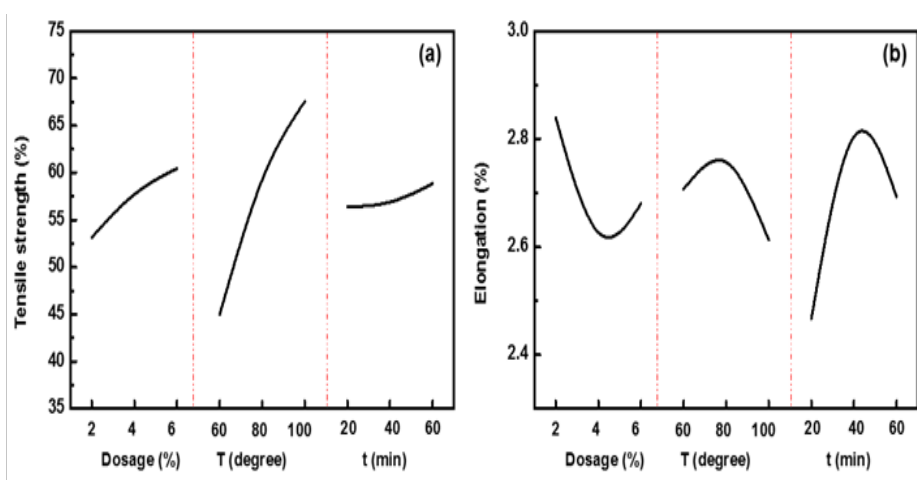 75
70
65
60
55
50
45
40
35
Tensile strength (%)
(a)
2 4 6 60 80 100 20 40 60
Dosage (%) T (degree) t (min)
3.0
2.8
2.6
2.4
Elongation (%)
(b)
2 4 6 60 80 100 20 40 60
Dosage (%) T (degree) t (min)